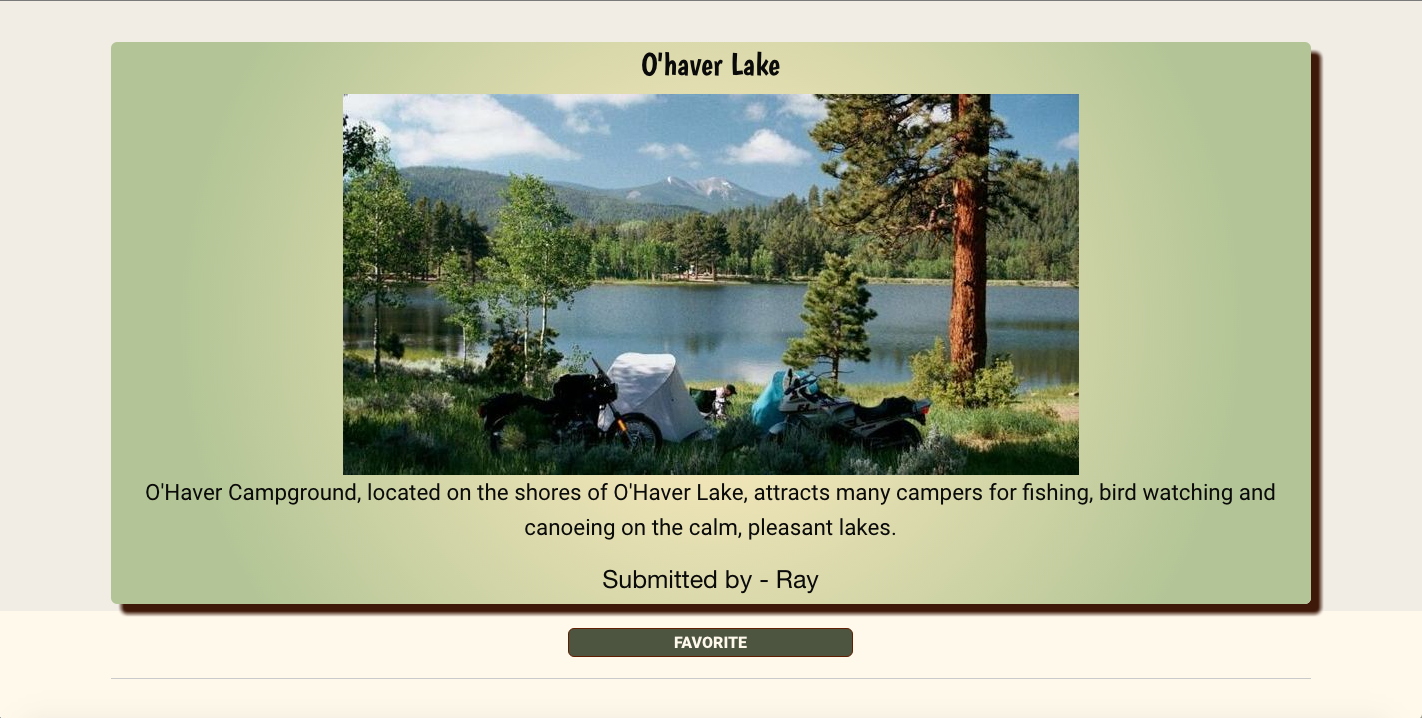 O'haver Lake
O'Haver Campground, located on the shores of O'Haver Lake, attracts many campers for fishing, bird watching and
canoeing on the calm, pleasant lakes.
Submitted by - Ray
FAVORITE